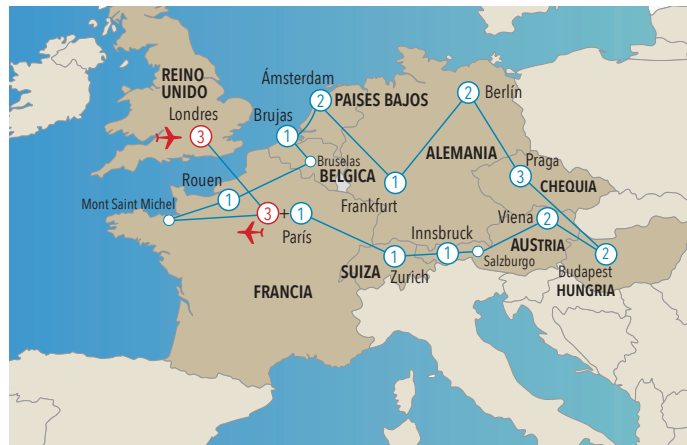 REINO
UNIDO
Londres
3
Ámsterdam
2
PAISES BAJOS
2
Berlín
Brujas
1
Bruselas
BELGICA
ALEMANIA
Praga
3
CHEQUIA
Rouen
1
Mont Saint Michel
1
Frankfurt
3
+
1
París
Viena
2
Innsbruck
1
AUSTRIA
Salzburgo
SUIZA
1
Zurich
Budapest
2
HUNGRIA
FRANCIA